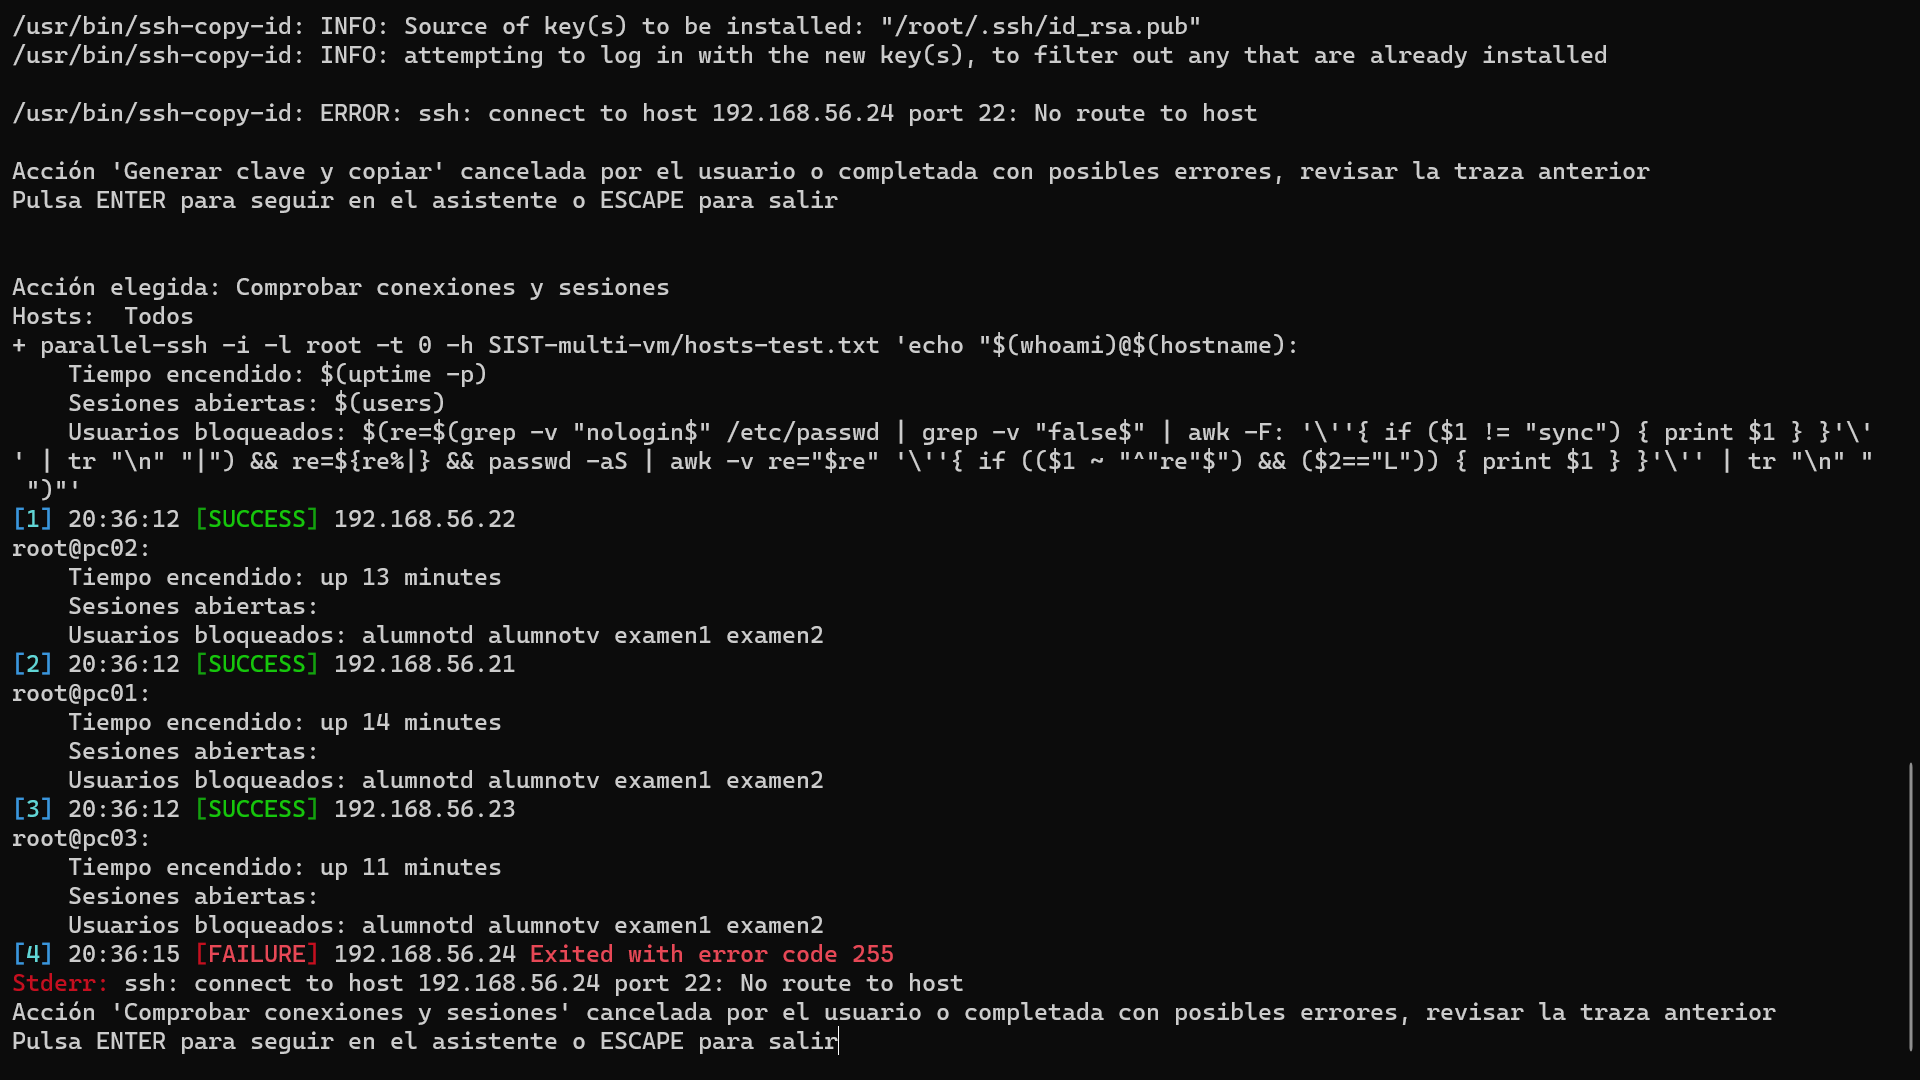 /usr/bin/ssh-copy-id: INFO: Source of key(s) to be installed: "/root/.ssh/id_rsa.pub"
/usr/bin/ssh-copy-id: INFO: attempting to log in with the new key(s), to filter out any that are already installed
/usr/bin/ssh-copy-id: ERROR: ssh: connect to host 192.168.56.24 port 22: No route to host
Acción 'Generar clave y copiar' cancelada por el usuario o completada con posibles errores, revisar la traza anterior
Pulsa ENTER para seguir en el asistente o ESCAPE para salir
Acción elegida: Comprobar conexiones y sesiones
Hosts:  Todos
+ parallel-ssh -i -l root -t 0 -h SIST-multi-vm/hosts-test.txt 'echo "$(whoami)@$(hostname):
    Tiempo encendido: $(uptime -p)
    Sesiones abiertas: $(users)
    Usuarios bloqueados: $(re=$(grep -v "nologin$" /etc/passwd | grep -v "false$" | awk -F: '\''{ if ($1 != "sync") { print $1 } }'\'
' | tr "\n" "|") && re=${re%|} && passwd -aS | awk -v re="$re" '\''{ if (($1 ~ "^"re"$") && ($2=="L")) { print $1 } }'\'' | tr "\n" "
 ")"'
[1] 20:36:12 [SUCCESS] 192.168.56.22
root@pc02:
    Tiempo encendido: up 13 minutes
    Sesiones abiertas:
    Usuarios bloqueados: alumnotd alumnotv examen1 examen2
[2] 20:36:12 [SUCCESS] 192.168.56.21
root@pc01:
    Tiempo encendido: up 14 minutes
    Sesiones abiertas:
    Usuarios bloqueados: alumnotd alumnotv examen1 examen2
[3] 20:36:12 [SUCCESS] 192.168.56.23
root@pc03:
    Tiempo encendido: up 11 minutes
    Sesiones abiertas:
    Usuarios bloqueados: alumnotd alumnotv examen1 examen2
[4] 20:36:15 [FAILURE] 192.168.56.24 Exited with error code 255
Stderr: ssh: connect to host 192.168.56.24 port 22: No route to host
Acción 'Comprobar conexiones y sesiones' cancelada por el usuario o completada con posibles errores, revisar la traza anterior
Pulsa ENTER para seguir en el asistente o ESCAPE para salir